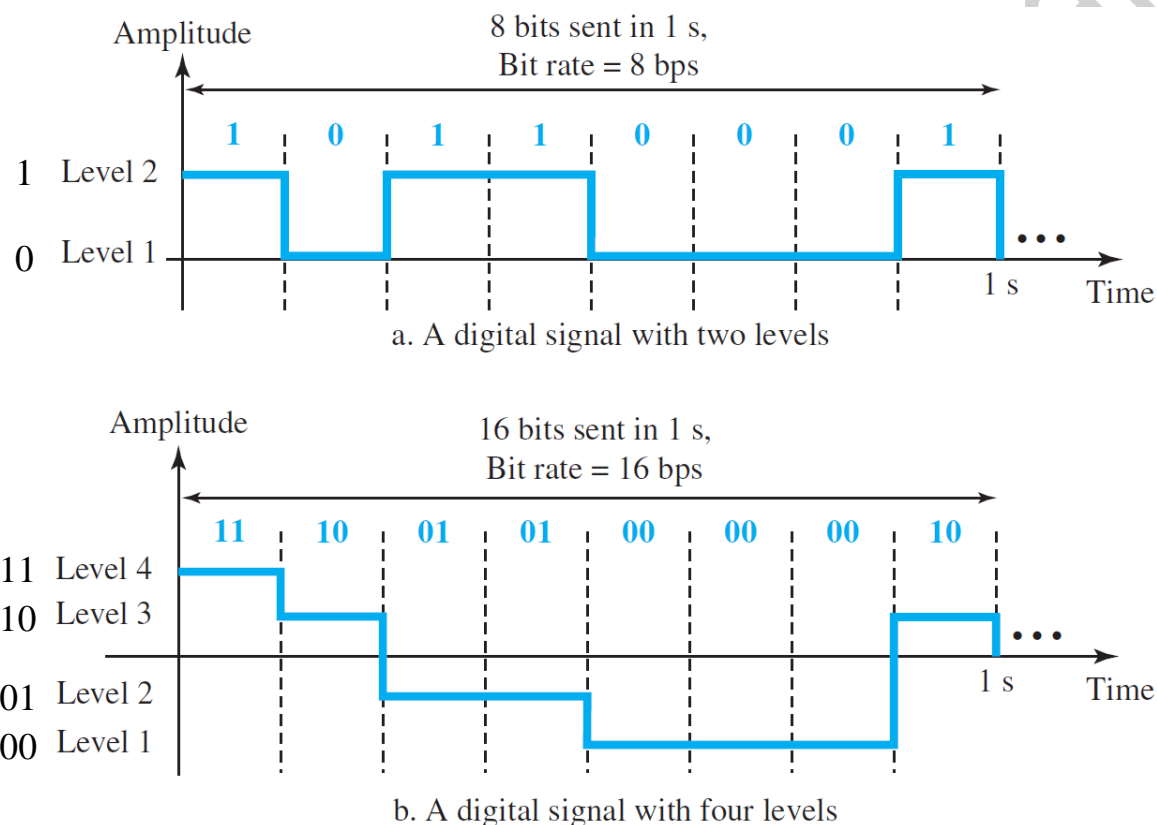 Amplitude
8 bits sent in 1 s,
Bit rate = 8 bps
1 0 1 1 0 0 0 1
1 Level 2
0 Level 1
...
1 s
Time
a. A digital signal with two levels
Amplitude
16 bits sent in 1 s,
Bit rate = 16 bps
11 10 01 01 00 00 00 10
11 Level 4
10 Level 3
...
01 Level 2
1 s
Time
00 Level 1
b. A digital signal with four levels